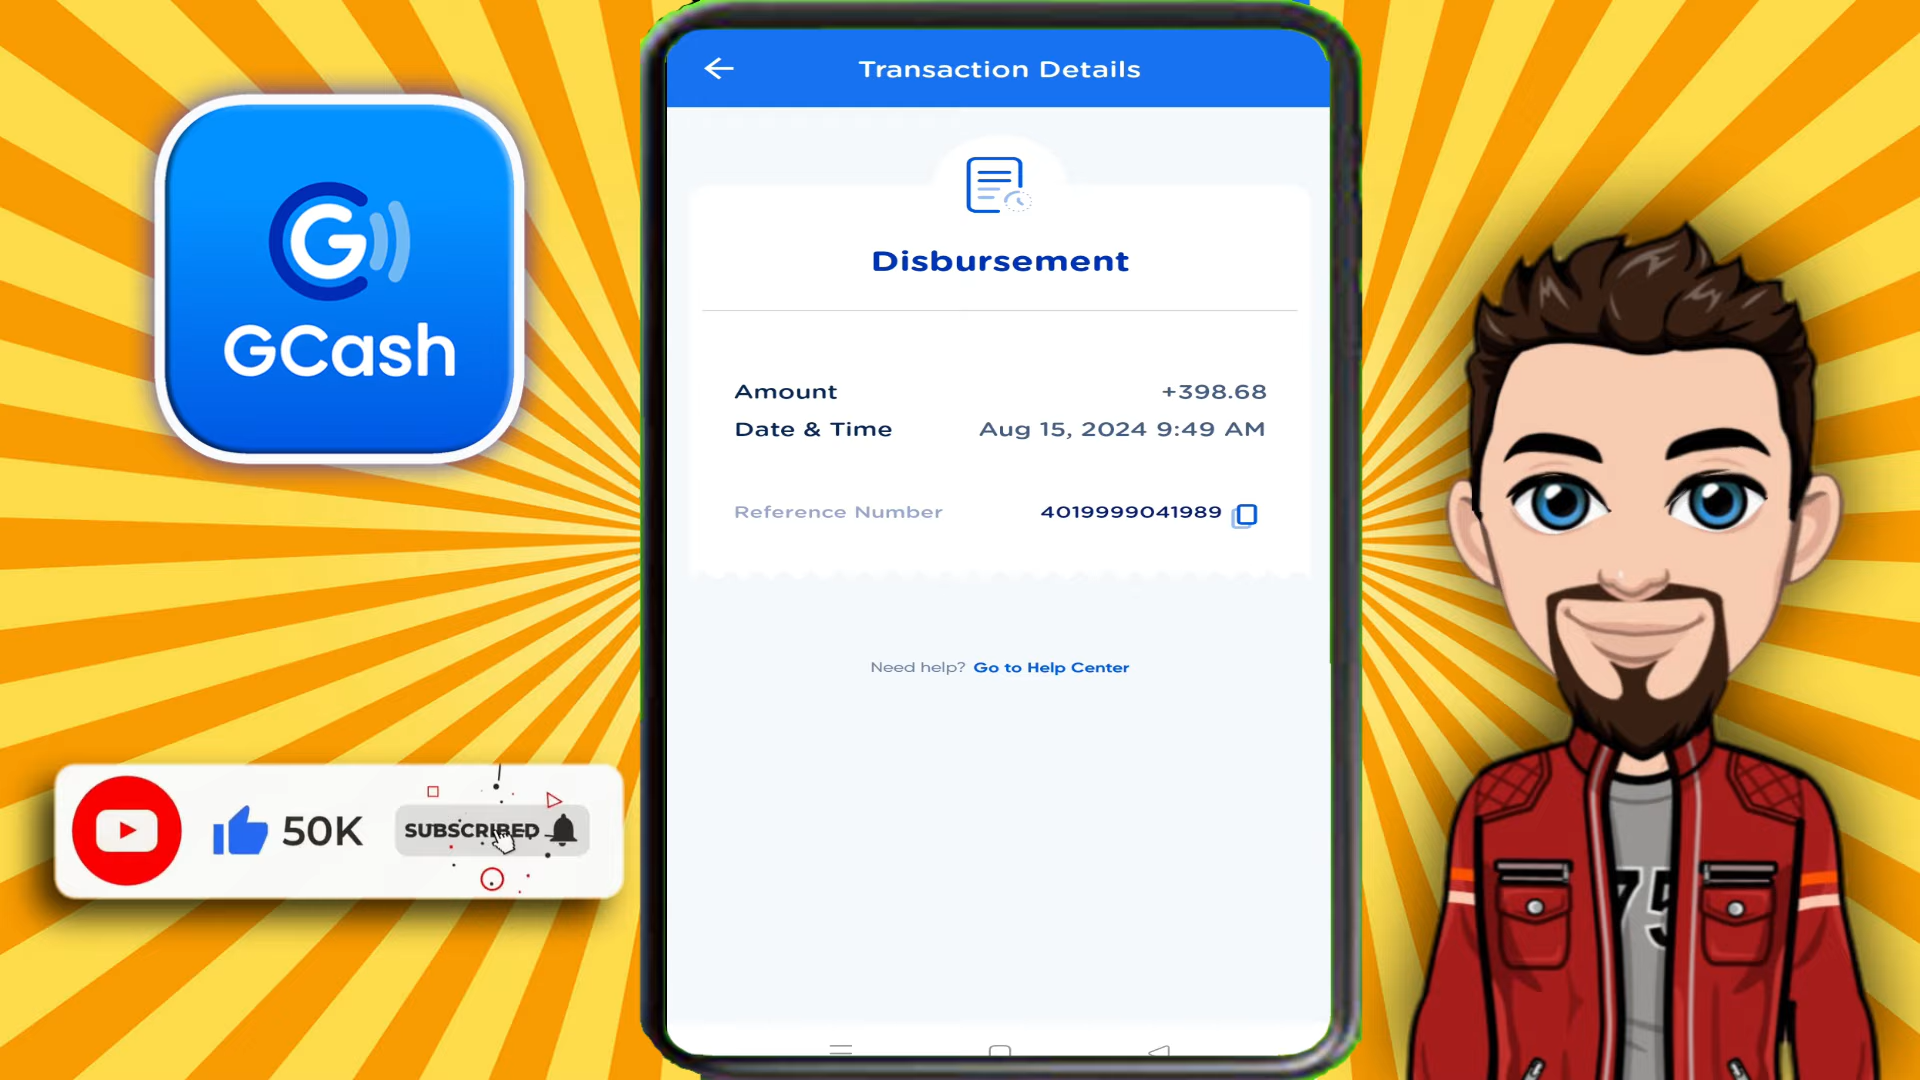 Transaction Details
GCash
Disbursement
Amount +398.68
Date & Time Aug 15, 2024 9:49 AM
Reference Number 4019999041989
Need help? Go to Help Center
50K
SUBSCRIBED
75